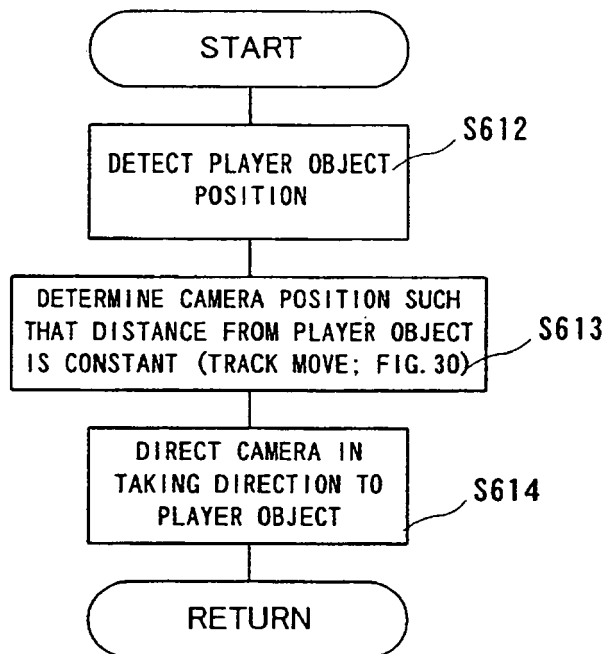 START
DETECT PLAYER OBJECT
POSITION
S612
DETERMINE CAMERA POSITION SUCH
THAT DISTANCE FROM PLAYER OBJECT
IS CONSTANT (TRACK MOVE; FIG. 30)
S613
DIRECT CAMERA IN
TAKING DIRECTION TO
PLAYER OBJECT
S614
RETURN